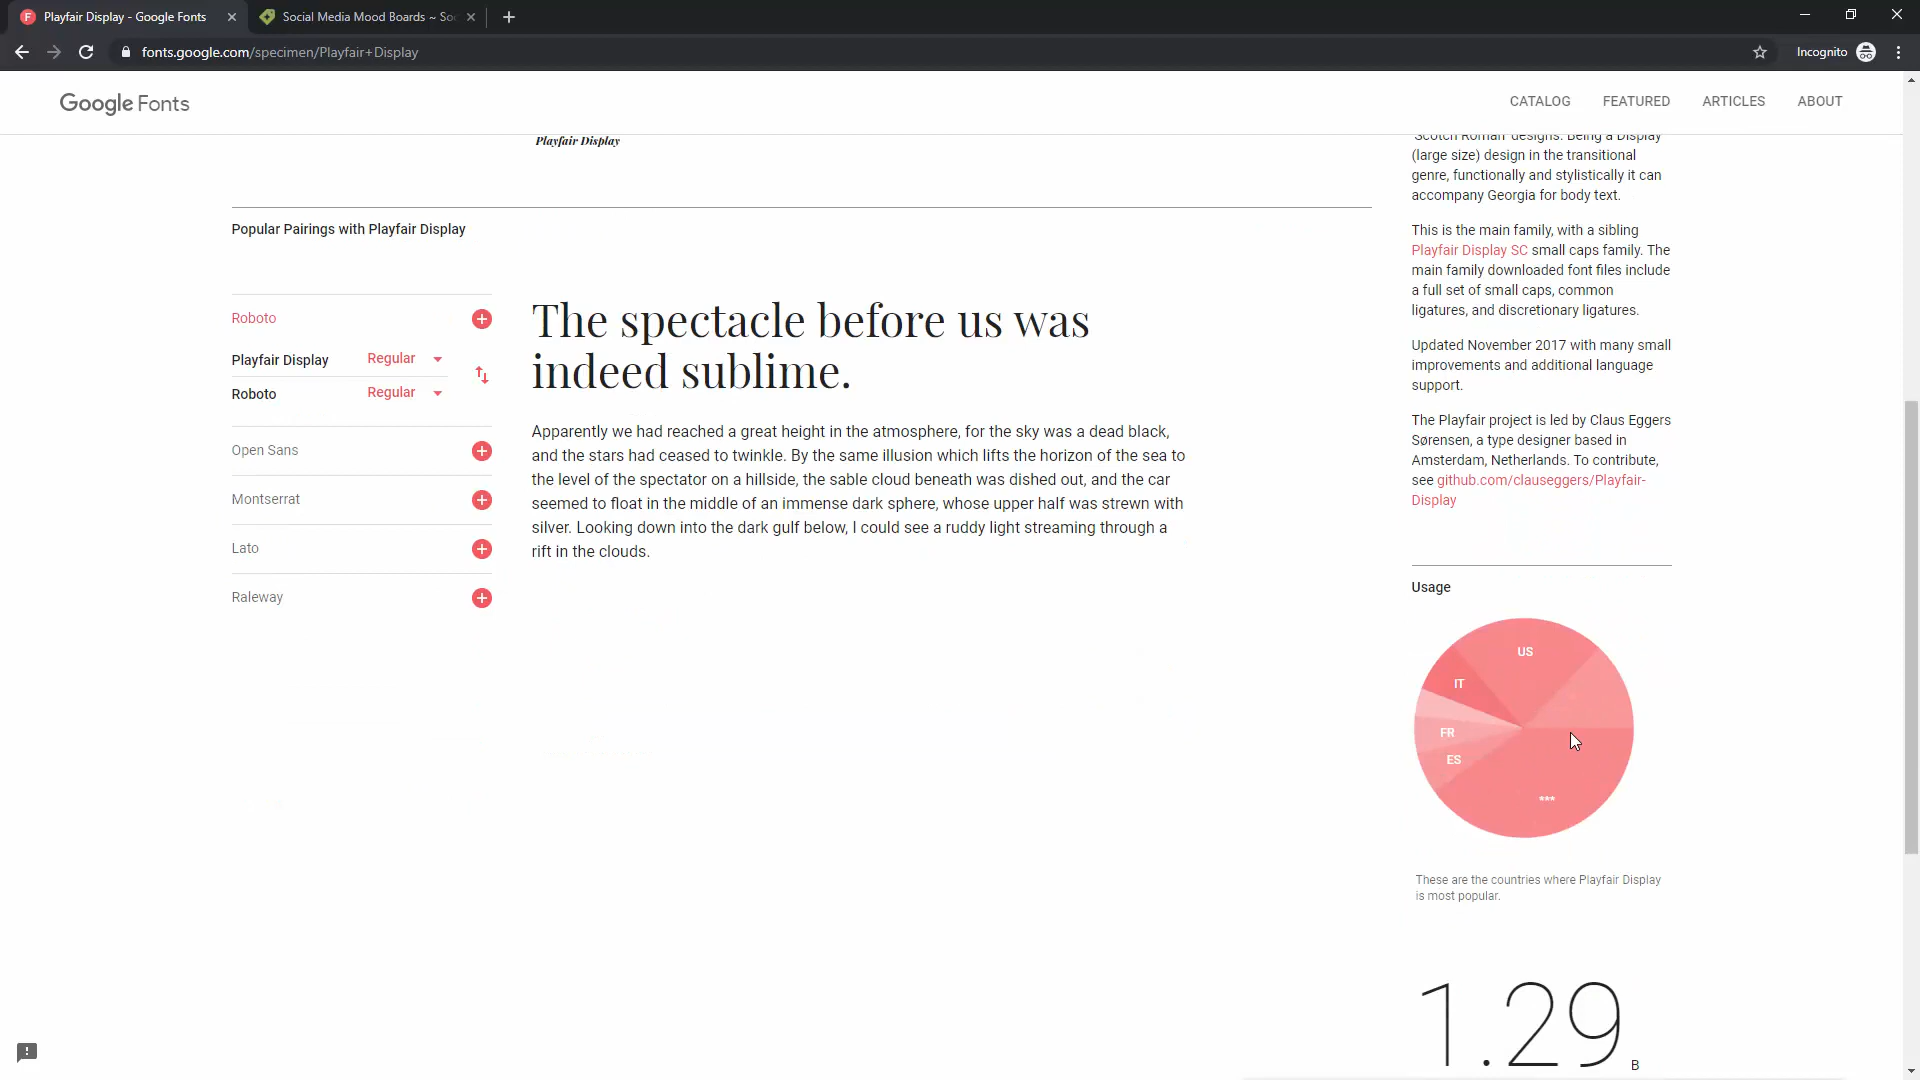 Playfair Display - Google Fonts
Social Media Mood Boards ~ Soc
fonts.google.com/specimen/Playfair+Display
Incognito
Google Fonts
CATALOG
FEATURED
ARTICLES
ABOUT
Playfair Display
Popular Pairings with Playfair Display
Roboto
Playfair Display
Regular
Roboto
Regular
Open Sans
Montserrat
Lato
Raleway
The spectacle before us was
indeed sublime.
Apparently we had reached a great height in the atmosphere, for the sky was a dead black,
and the stars had ceased to twinkle. By the same illusion which lifts the horizon of the sea to
the level of the spectator on a hillside, the sable cloud beneath was dished out, and the car
seemed to float in the middle of an immense dark sphere, whose upper half was strewn with
silver. Looking down into the dark gulf below, I could see a ruddy light streaming through a
rift in the clouds.
'Scotch Roman' designs. Being a Display
(large size) design in the transitional
genre, functionally and stylistically it can
accompany Georgia for body text.
This is the main family, with a sibling
Playfair Display SC small caps family. The
main family downloaded font files include
a full set of small caps, common
ligatures, and discretionary ligatures.
Updated November 2017 with many small
improvements and additional language
support.
The Playfair project is led by Claus Eggers
Sørensen, a type designer based in
Amsterdam, Netherlands. To contribute,
see github.com/clauseggers/Playfair-
Display
Usage
US
IT
FR
ES
***
These are the countries where Playfair Display
is most popular.
1.29 B